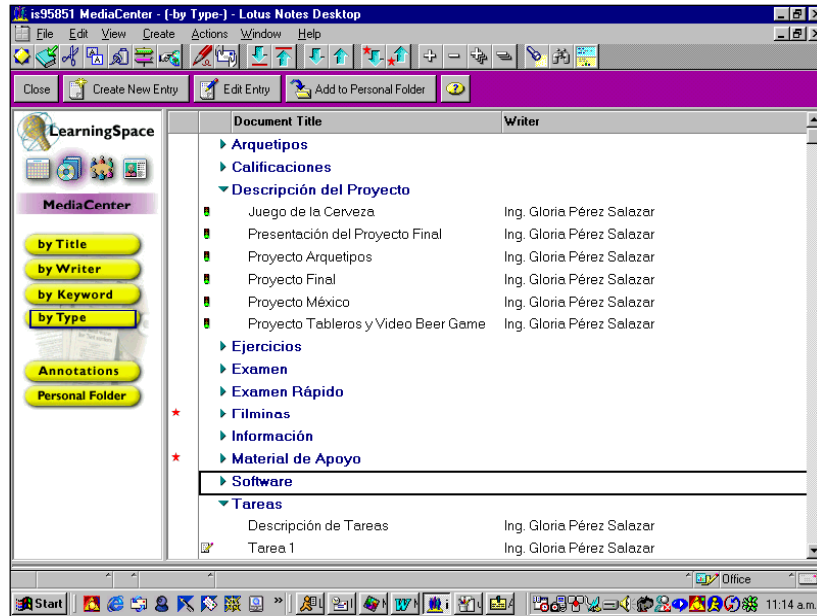 is95851 MediaCenter - (-by Type-) - Lotus Notes Desktop
File Edit View Create Actions Window Help
Close Create New Entry Edit Entry Add to Personal Folder
LearningSpace
MediaCenter
by Title
by Writer
by Keyword
by Type
Annotations
Personal Folder
Document Title Writer
Arquetipos
Calificaciones
Descripción del Proyecto
Juego de la Cerveza Ing. Gloria Pérez Salazar
Presentación del Proyecto Final Ing. Gloria Pérez Salazar
Proyecto Arquetipos Ing. Gloria Pérez Salazar
Proyecto Final Ing. Gloria Pérez Salazar
Proyecto México Ing. Gloria Pérez Salazar
Proyecto Tableros y Video Beer Game Ing. Gloria Pérez Salazar
Ejercicios
Examen
Examen Rápido
Filminas
Información
Material de Apoyo
Software
Tareas
Descripción de Tareas Ing. Gloria Pérez Salazar
Tarea 1 Ing. Gloria Pérez Salazar
Office
Start 11:14 a.m.